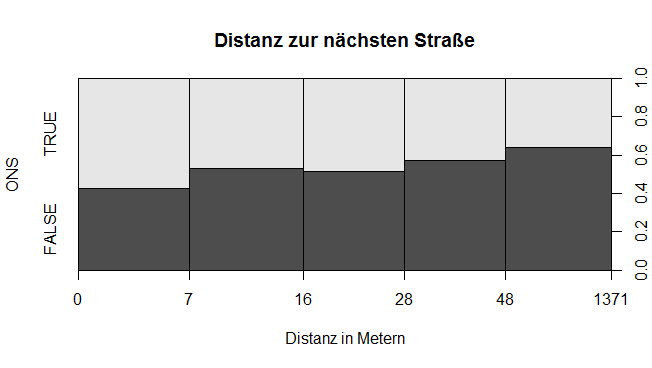 Distanz zur nächsten Straße
ONS
TRUE
FALSE
1.0
0.8
0.6
0.4
0.2
0.0
0 7 16 28 48 1371
Distanz in Metern